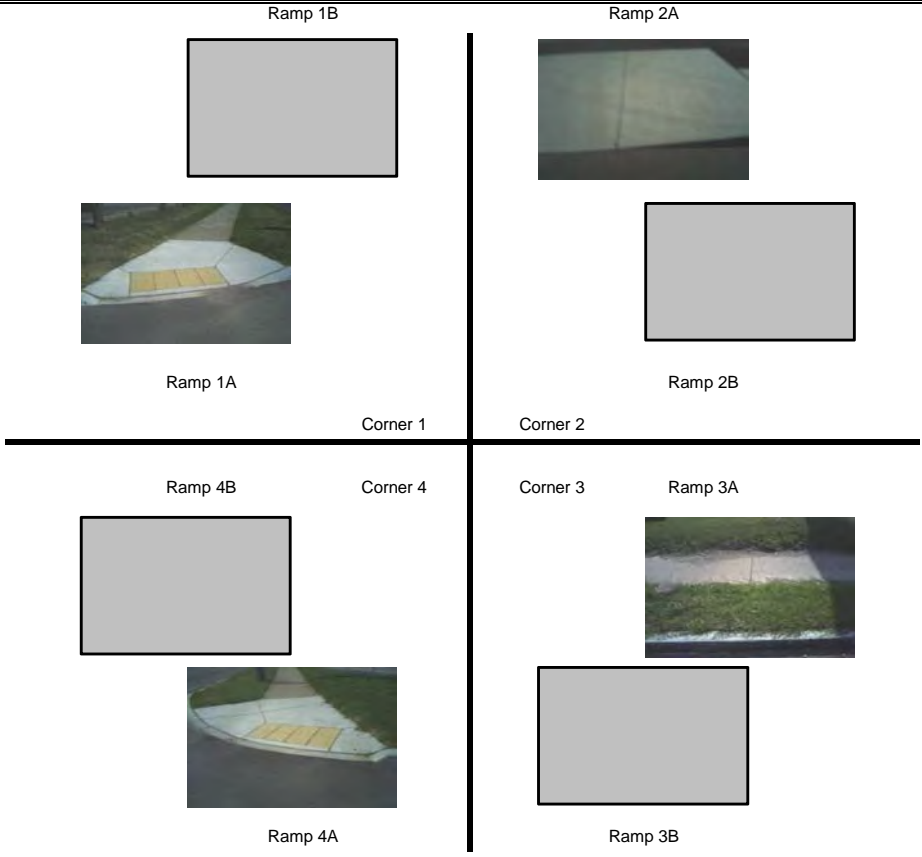 Ramp 1B Ramp 2A
Ramp 1A Ramp 2B
Corner 1 Corner 2
Ramp 4B Corner 4 Corner 3 Ramp 3A
Ramp 4A Ramp 3B